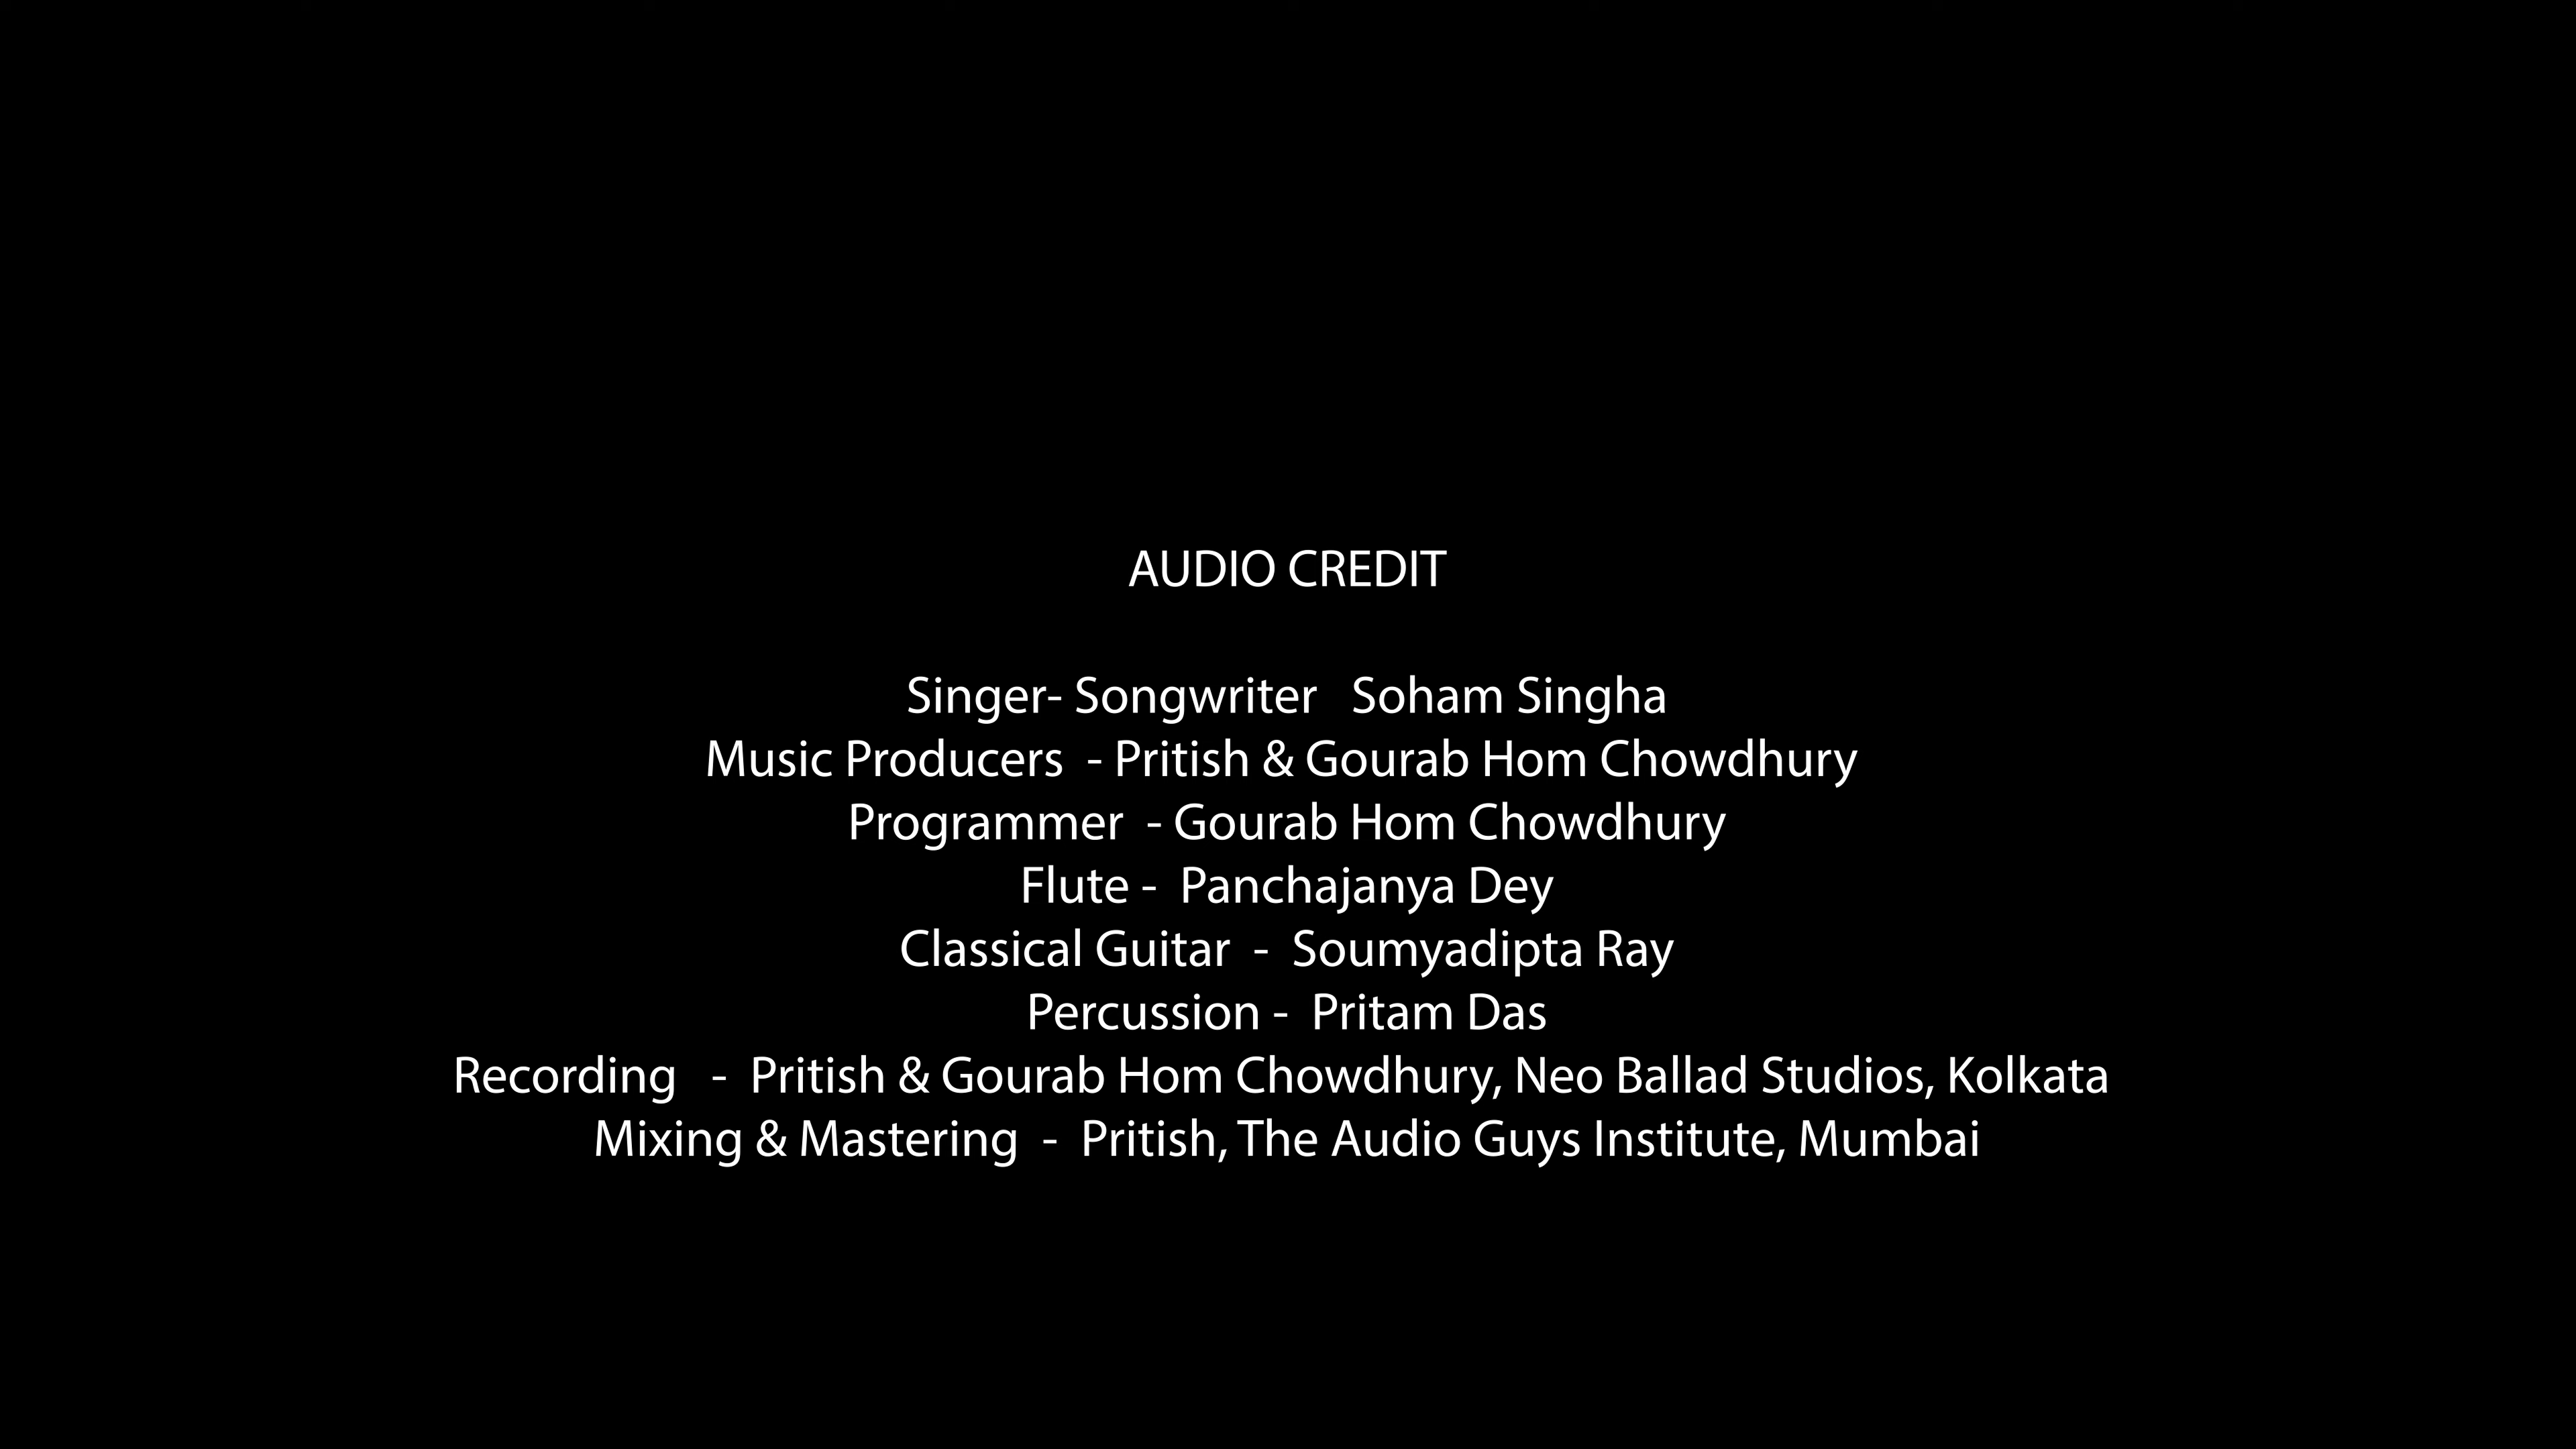 AUDIO CREDIT
Singer- Songwriter   Soham Singha
Music Producers  - Pritish & Gourab Hom Chowdhury
Programmer  - Gourab Hom Chowdhury
Flute -  Panchajanya Dey
Classical Guitar  -  Soumyadipta Ray
Percussion -  Pritam Das
Recording   -  Pritish & Gourab Hom Chowdhury, Neo Ballad Studios, Kolkata
Mixing & Mastering  -  Pritish, The Audio Guys Institute, Mumbai